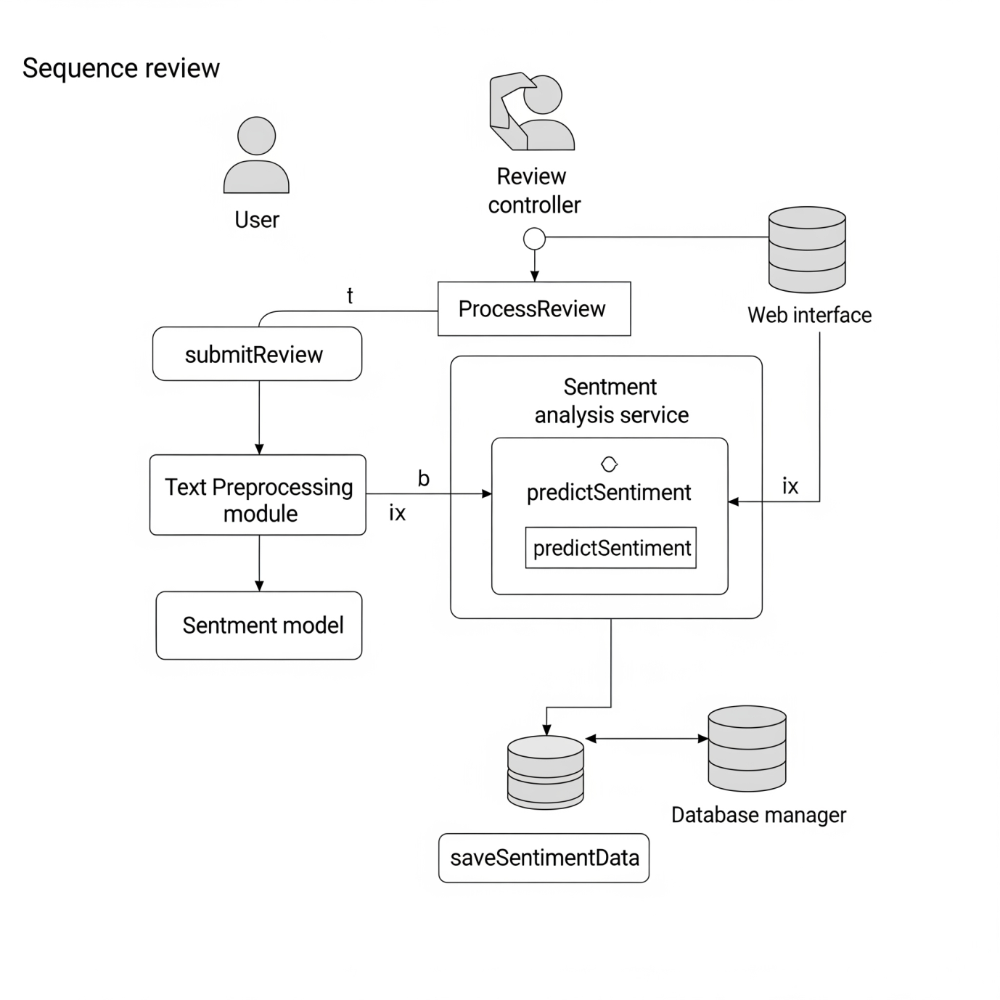 Sequence review
User
Review
controller
Web interface
t
ProcessReview
submitReview
Sentment
analysis service
Text Preprocessing
module
b
ix
predictSentiment
predictSentiment
ix
Sentment model
Database manager
saveSentimentData